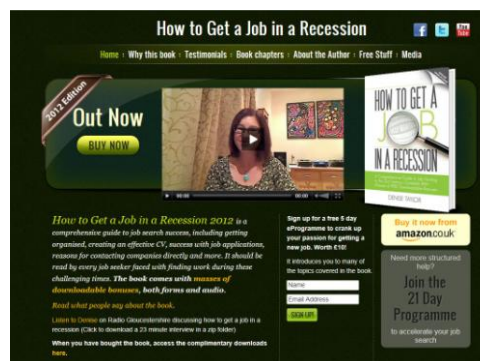 How to Get a Job in a Recession
Home
Why this book
Testimonials
Book chapters
About the Author
Free Stuff
Media
2012 Edition
Out Now
BUY NOW
00:00
00:00
HOW TO GET A
JOB
IN A RECESSION
DENISE TAYLOR
How to Get a Job in a Recession 2012 is a
comprehensive guide to job search success, including getting
organised, creating an effective CV, success with job applications,
reasons for contacting companies directly and more. It should be
read by every job seeker faced with finding work during these
challenging times. The book comes with masses of
downloadable bonuses, both forms and audio.
Read what people say about the book.
Listen to Denise on Radio Gloucestershire discussing how to get a job in a
recession (Click to download a 23 minute interview in a zip folder)
When you have bought the book, access the complimentary downloads
here.
Sign up for a free 5 day
eProgramme to crank up
your passion for getting a
new job. Worth £10!
It introduces you to many of
the topics covered in the book.
Name
Email Address
SIGN UP!
Buy it now from
amazon.co.uk
Need more structured
help?
Join the
21 Day
Programme
to accelerate your job
search